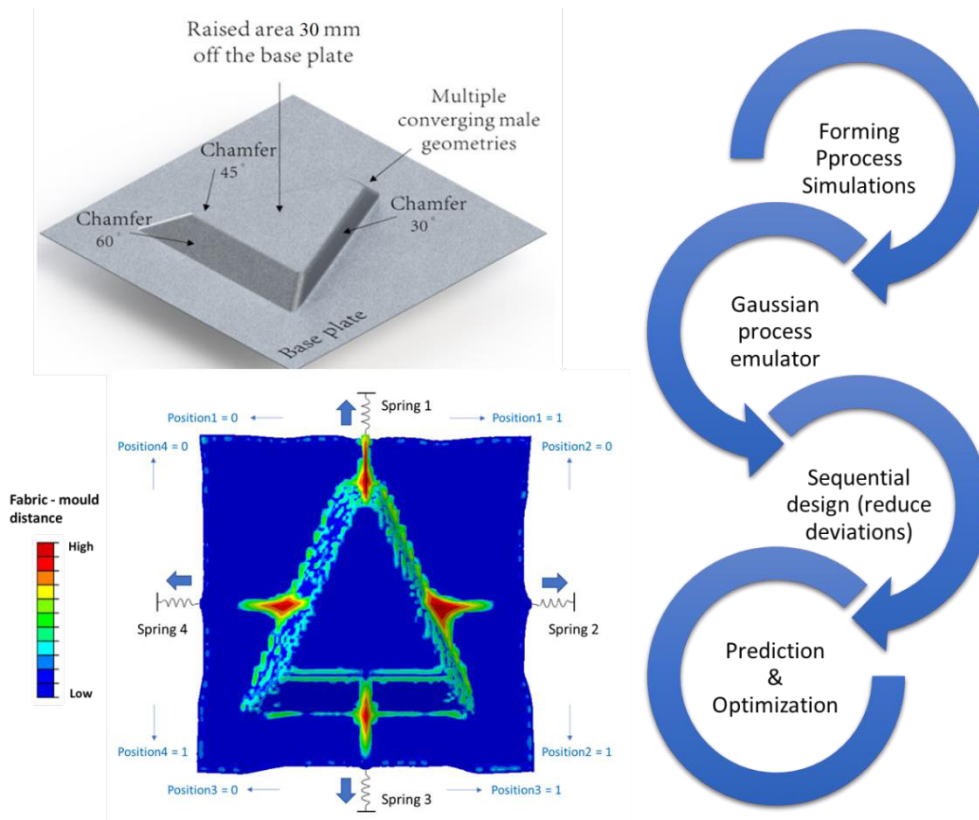 Raised area 30 mm
off the base plate
Multiple
converging male
geometries
Chamfer
45°
Chamfer
60°
Chamfer
30°
Base plate
Forming
Pprocess
Simulations
Gaussian
process
emulator
Sequential
design (reduce
deviations)
Prediction
&
Optimization
Spring 1
Position1 = 0
Position1 = 1
Position4 = 0
Position2 = 0
Fabric - mould
distance
High
Low
Spring 4
Spring 2
Position4 = 1
Position2 = 1
Position3 = 0
Position3 = 1
Spring 3